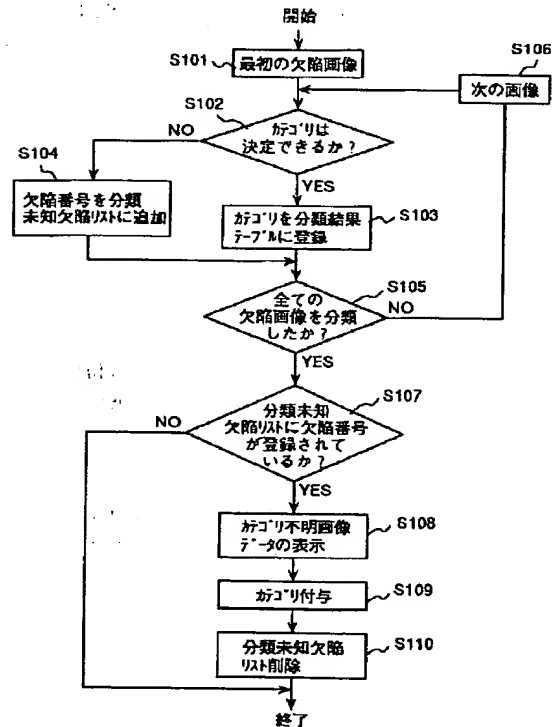 開始
S101
最初の欠陥画像
S106
次の画像
S102
カテゴリは
決定できるか？
NO
YES
S104
欠陥番号を分類
未知欠陥リストに追加
カテゴリを分類結果
テーブルに登録
S103
全ての
欠陥画像を分類
したか？
S105
NO
YES
分類未知
欠陥リストに欠陥番号
が登録されて
いるか？
S107
NO
YES
カテゴリ不明画像
データの表示
S108
カテゴリ付与
S109
分類未知欠陥
リスト削除
S110
終了